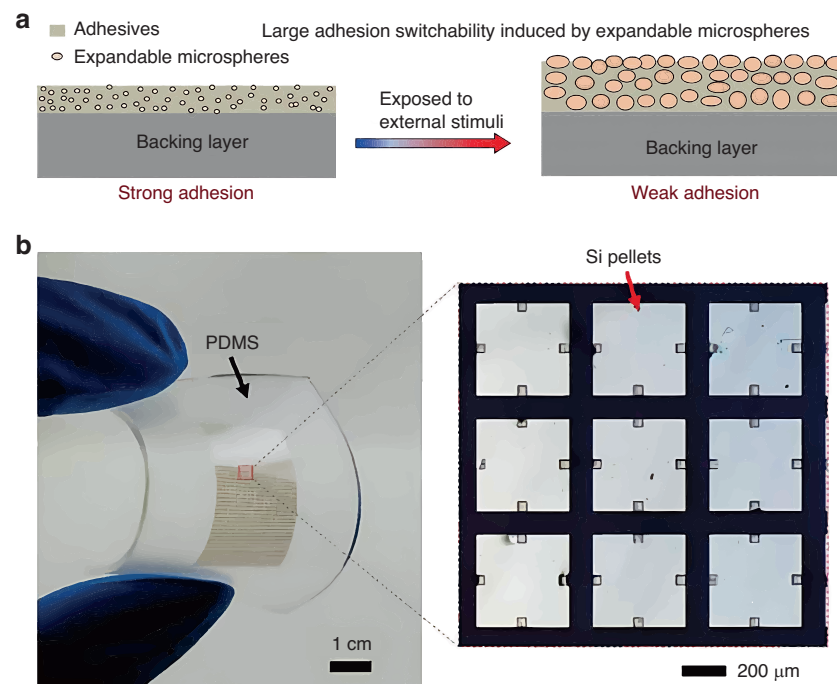 a
Adhesives
Expandable microspheres
Large adhesion switchability induced by expandable microspheres
Exposed to
external stimuli
Backing layer
Backing layer
Strong adhesion
Weak adhesion
b
PDMS
Si pellets
1 cm
200 μm